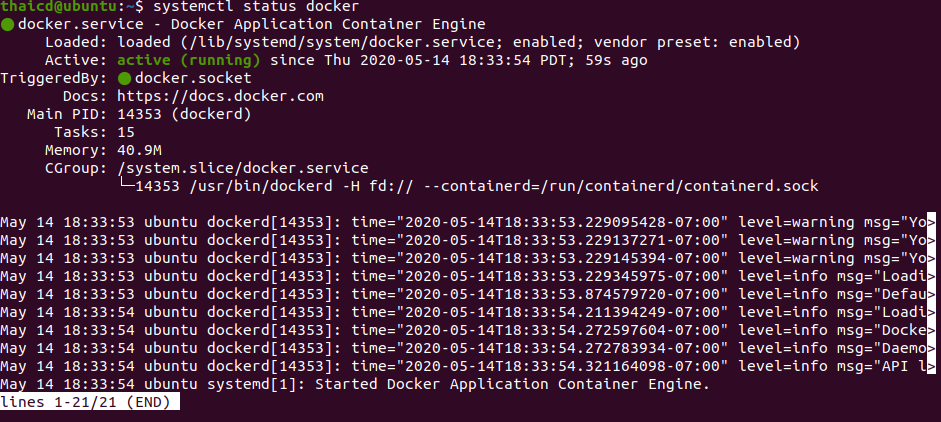 thaicd@ubuntu:~$ systemctl status docker
● docker.service - Docker Application Container Engine
     Loaded: loaded (/lib/systemd/system/docker.service; enabled; vendor preset: enabled)
     Active: active (running) since Thu 2020-05-14 18:33:54 PDT; 59s ago
TriggeredBy: ● docker.socket
       Docs: https://docs.docker.com
   Main PID: 14353 (dockerd)
      Tasks: 15
     Memory: 40.9M
     CGroup: /system.slice/docker.service
             └─14353 /usr/bin/dockerd -H fd:// --containerd=/run/containerd/containerd.sock
May 14 18:33:53 ubuntu dockerd[14353]: time="2020-05-14T18:33:53.229095428-07:00" level=warning msg="Yo>
May 14 18:33:53 ubuntu dockerd[14353]: time="2020-05-14T18:33:53.229137271-07:00" level=warning msg="Yo>
May 14 18:33:53 ubuntu dockerd[14353]: time="2020-05-14T18:33:53.229145394-07:00" level=warning msg="Yo>
May 14 18:33:53 ubuntu dockerd[14353]: time="2020-05-14T18:33:53.229345975-07:00" level=info msg="Loadi>
May 14 18:33:53 ubuntu dockerd[14353]: time="2020-05-14T18:33:53.874579720-07:00" level=info msg="Defau>
May 14 18:33:54 ubuntu dockerd[14353]: time="2020-05-14T18:33:54.211394249-07:00" level=info msg="Loadi>
May 14 18:33:54 ubuntu dockerd[14353]: time="2020-05-14T18:33:54.272597604-07:00" level=info msg="Docke>
May 14 18:33:54 ubuntu dockerd[14353]: time="2020-05-14T18:33:54.272783934-07:00" level=info msg="Daemo>
May 14 18:33:54 ubuntu dockerd[14353]: time="2020-05-14T18:33:54.321164098-07:00" level=info msg="API l>
May 14 18:33:54 ubuntu systemd[1]: Started Docker Application Container Engine.
lines 1-21/21 (END)